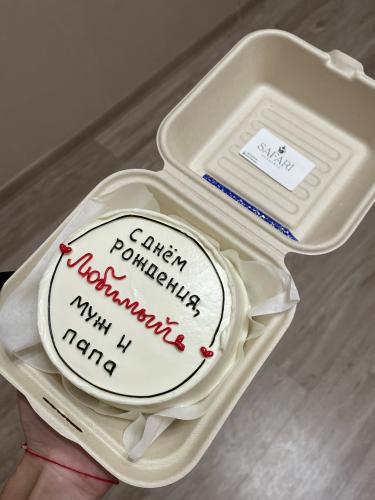 С днём
рождения,
Любимый
муж и
папа
SAFARI